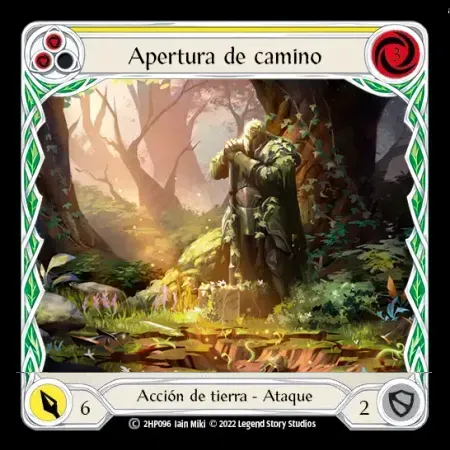 Apertura de camino
3
Acción de tierra - Ataque
6
2
© 2HP096 Iain Miki © 2022 Legend Story Studios